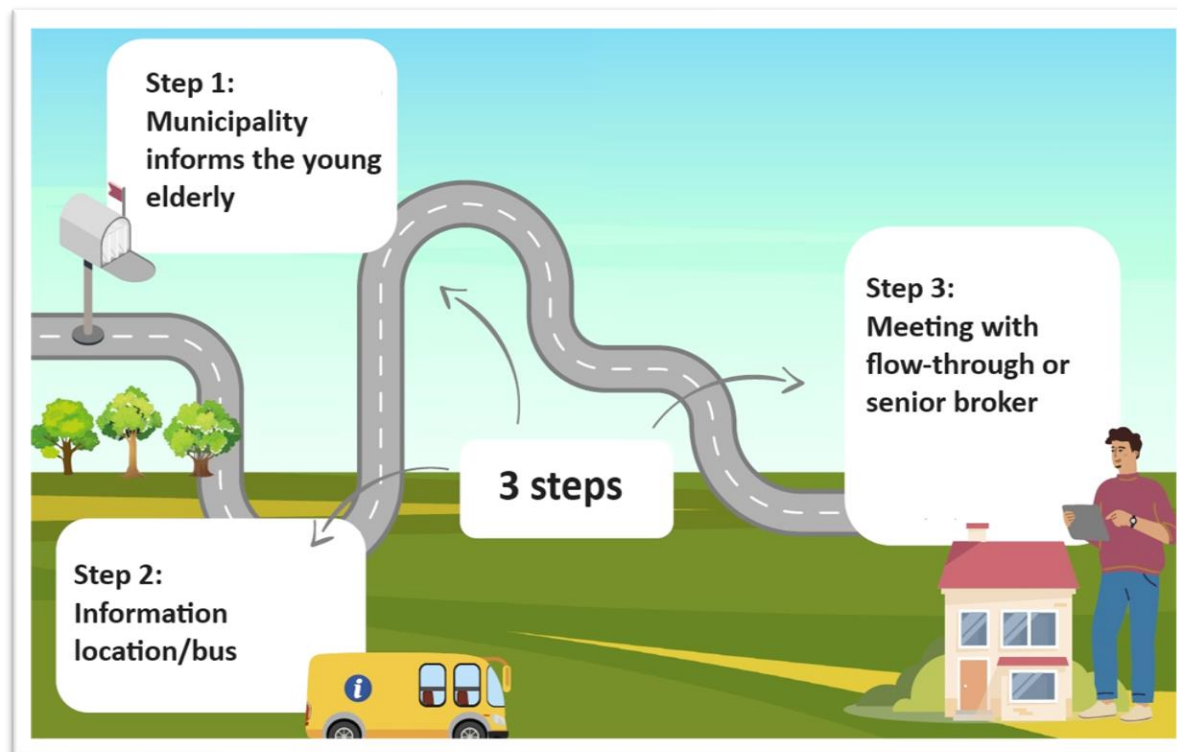 Step 1:
Municipality
informs the young
elderly
Step 2:
Information
location/bus
3 steps
Step 3:
Meeting with
flow-through or
senior broker
i